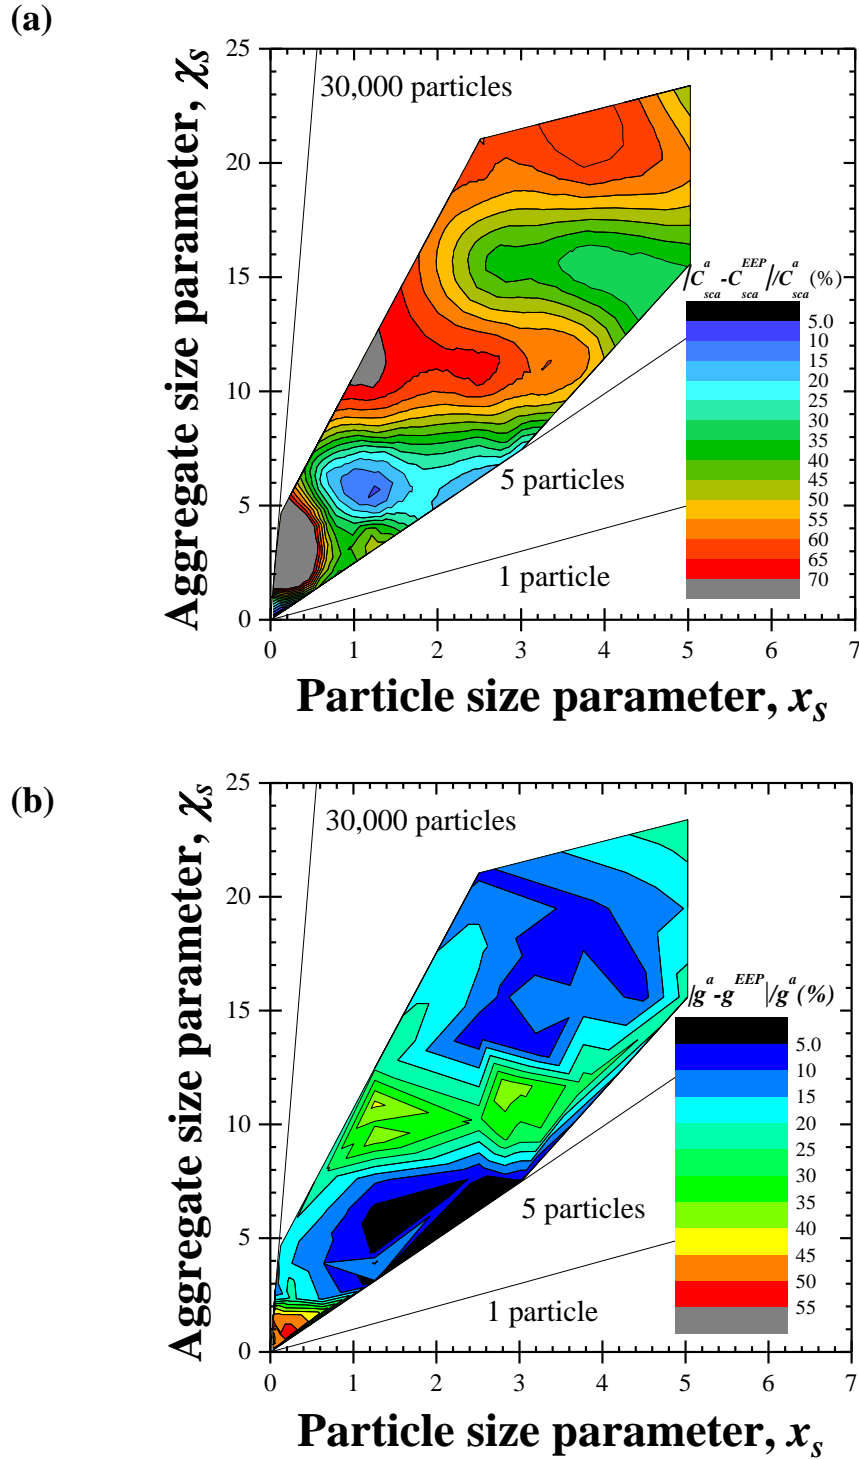 (a)
25
20
15
10
5
0
Aggregate size parameter, χs
30,000 particles
5 particles
1 particle
|C^a_sca-C^EEP_sca|/C^a_sca(%)
5.0
10
15
20
25
30
35
40
45
50
55
60
65
70
0 1 2 3 4 5 6 7
Particle size parameter, xs
(b)
25
20
15
10
5
0
Aggregate size parameter, χs
30,000 particles
5 particles
1 particle
|g^a-g^EEP|/g^a(%)
5.0
10
15
20
25
30
35
40
45
50
55
0 1 2 3 4 5 6 7
Particle size parameter, xs